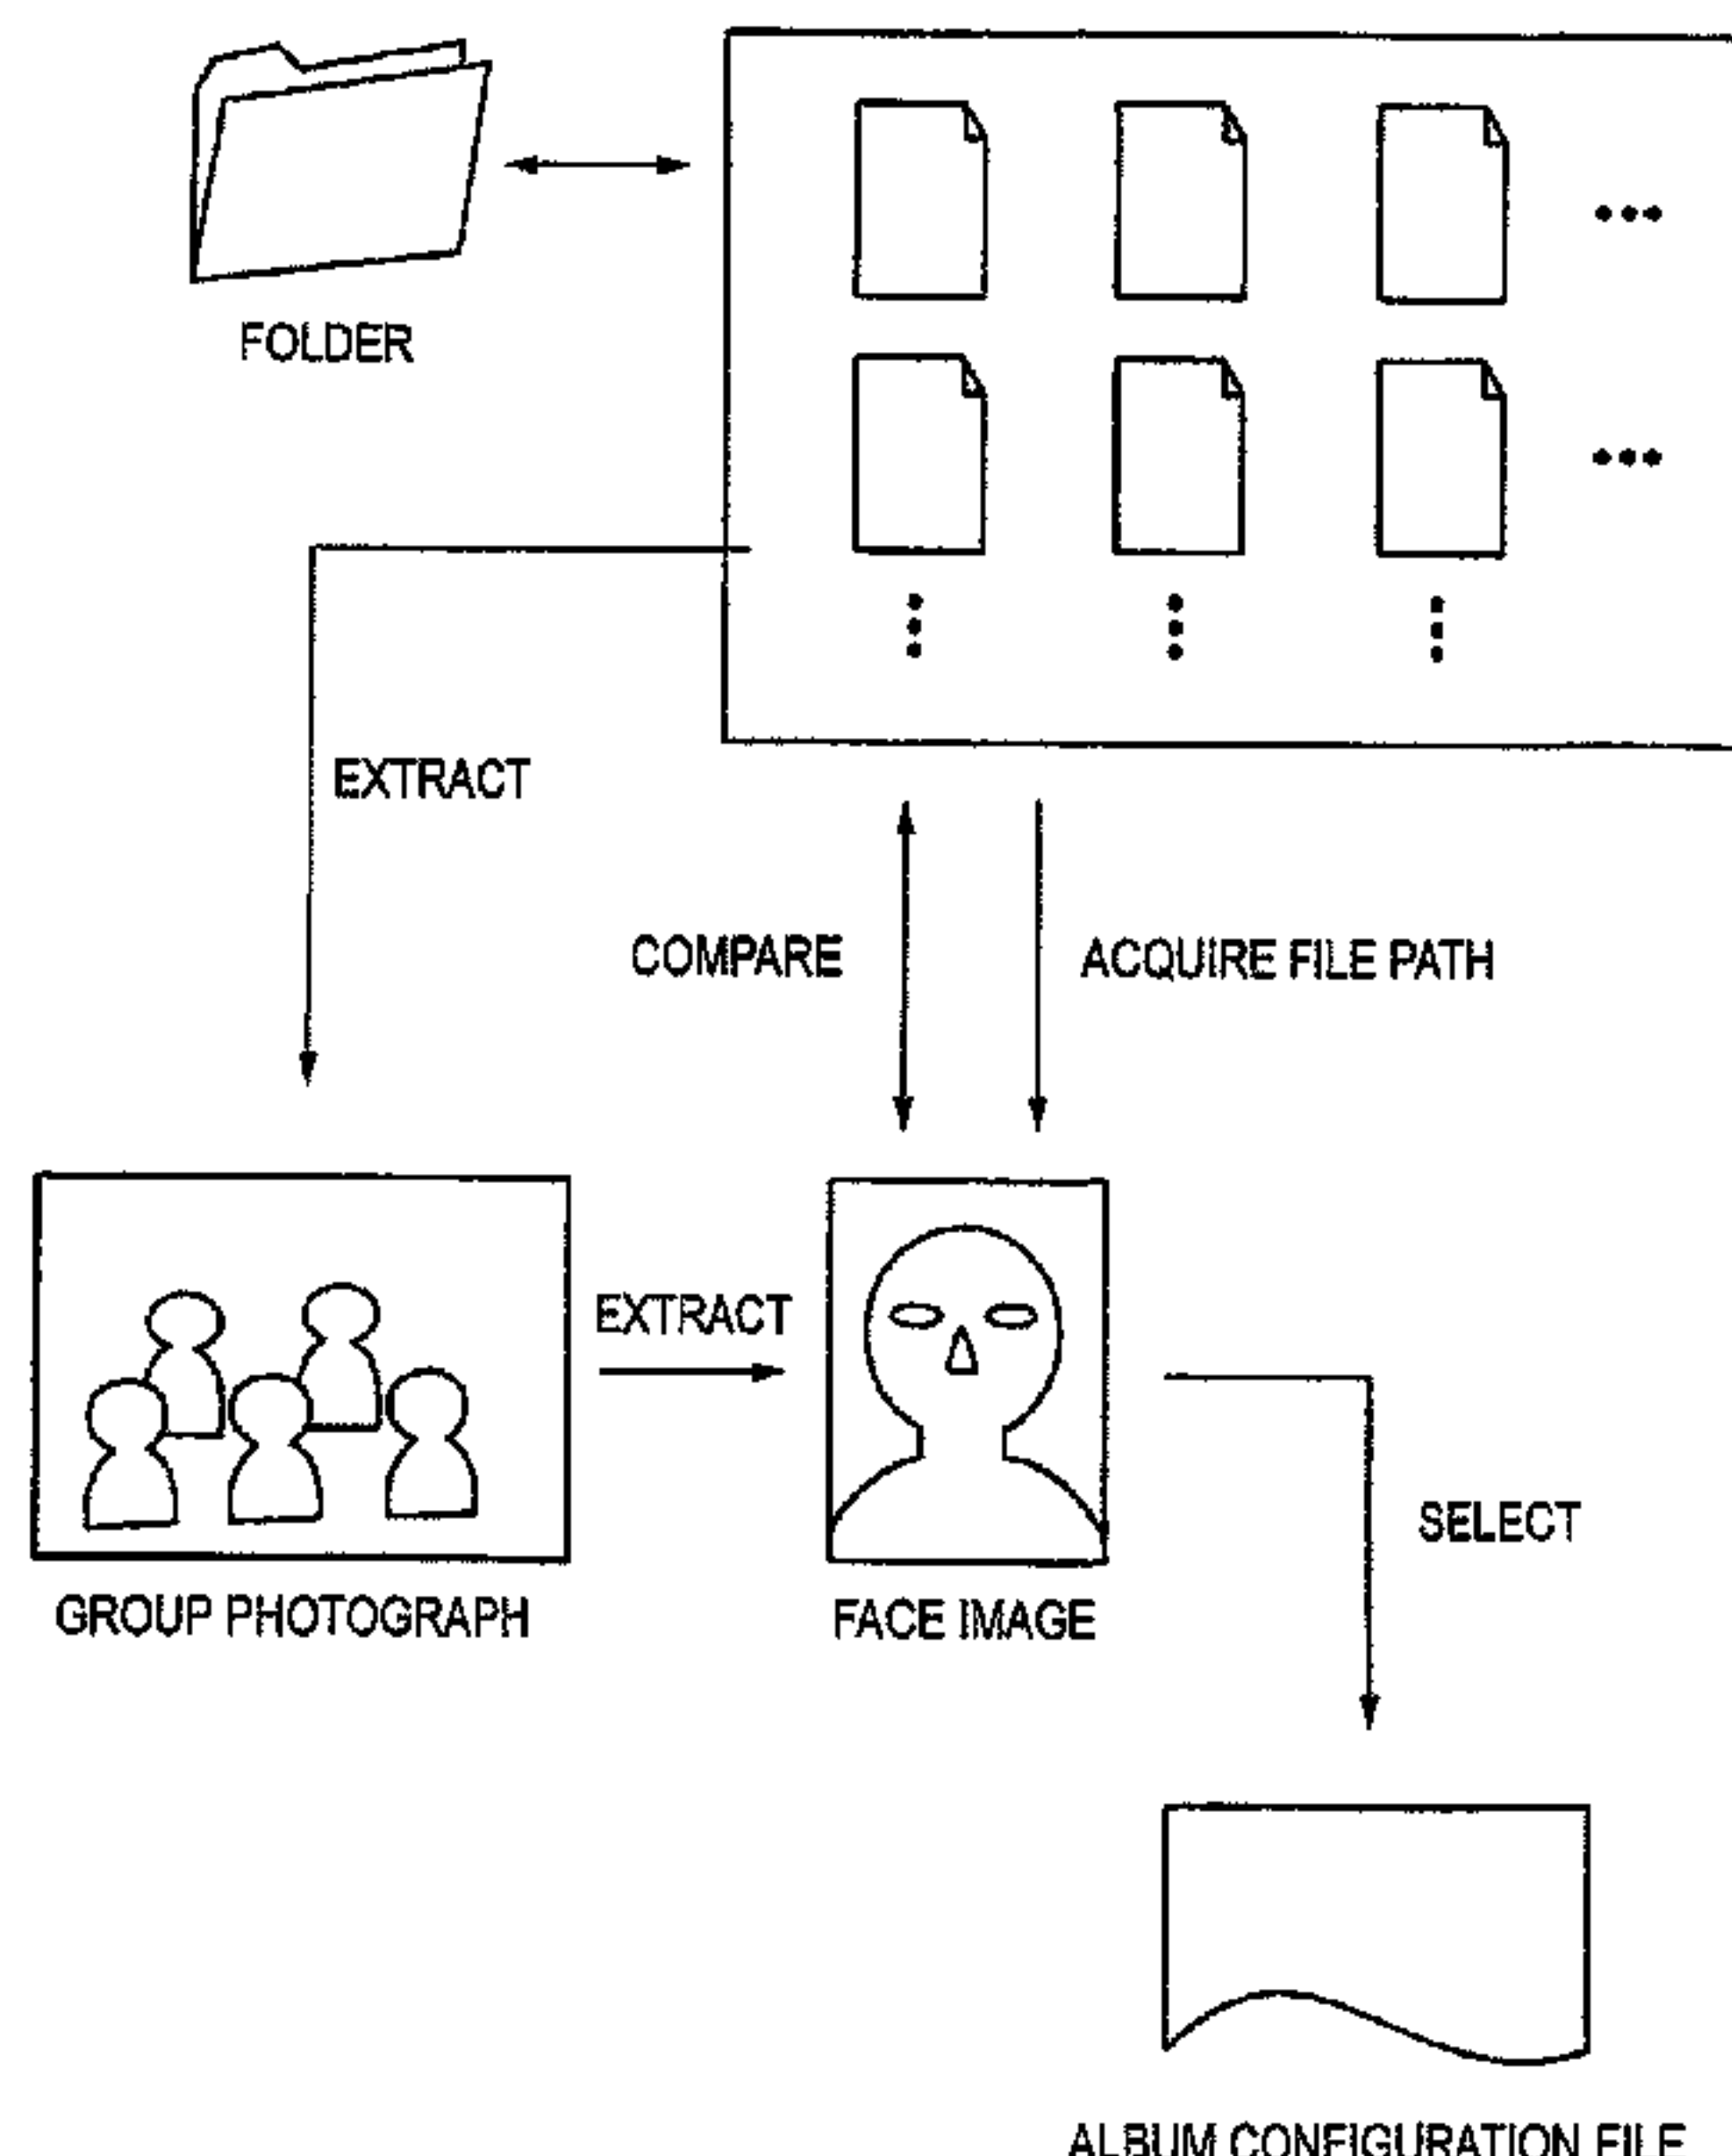 FOLDER
EXTRACT
COMPARE
ACQUIRE FILE PATH
EXTRACT
SELECT
GROUP PHOTOGRAPH
FACE IMAGE
ALBUM CONFIGURATION FILE